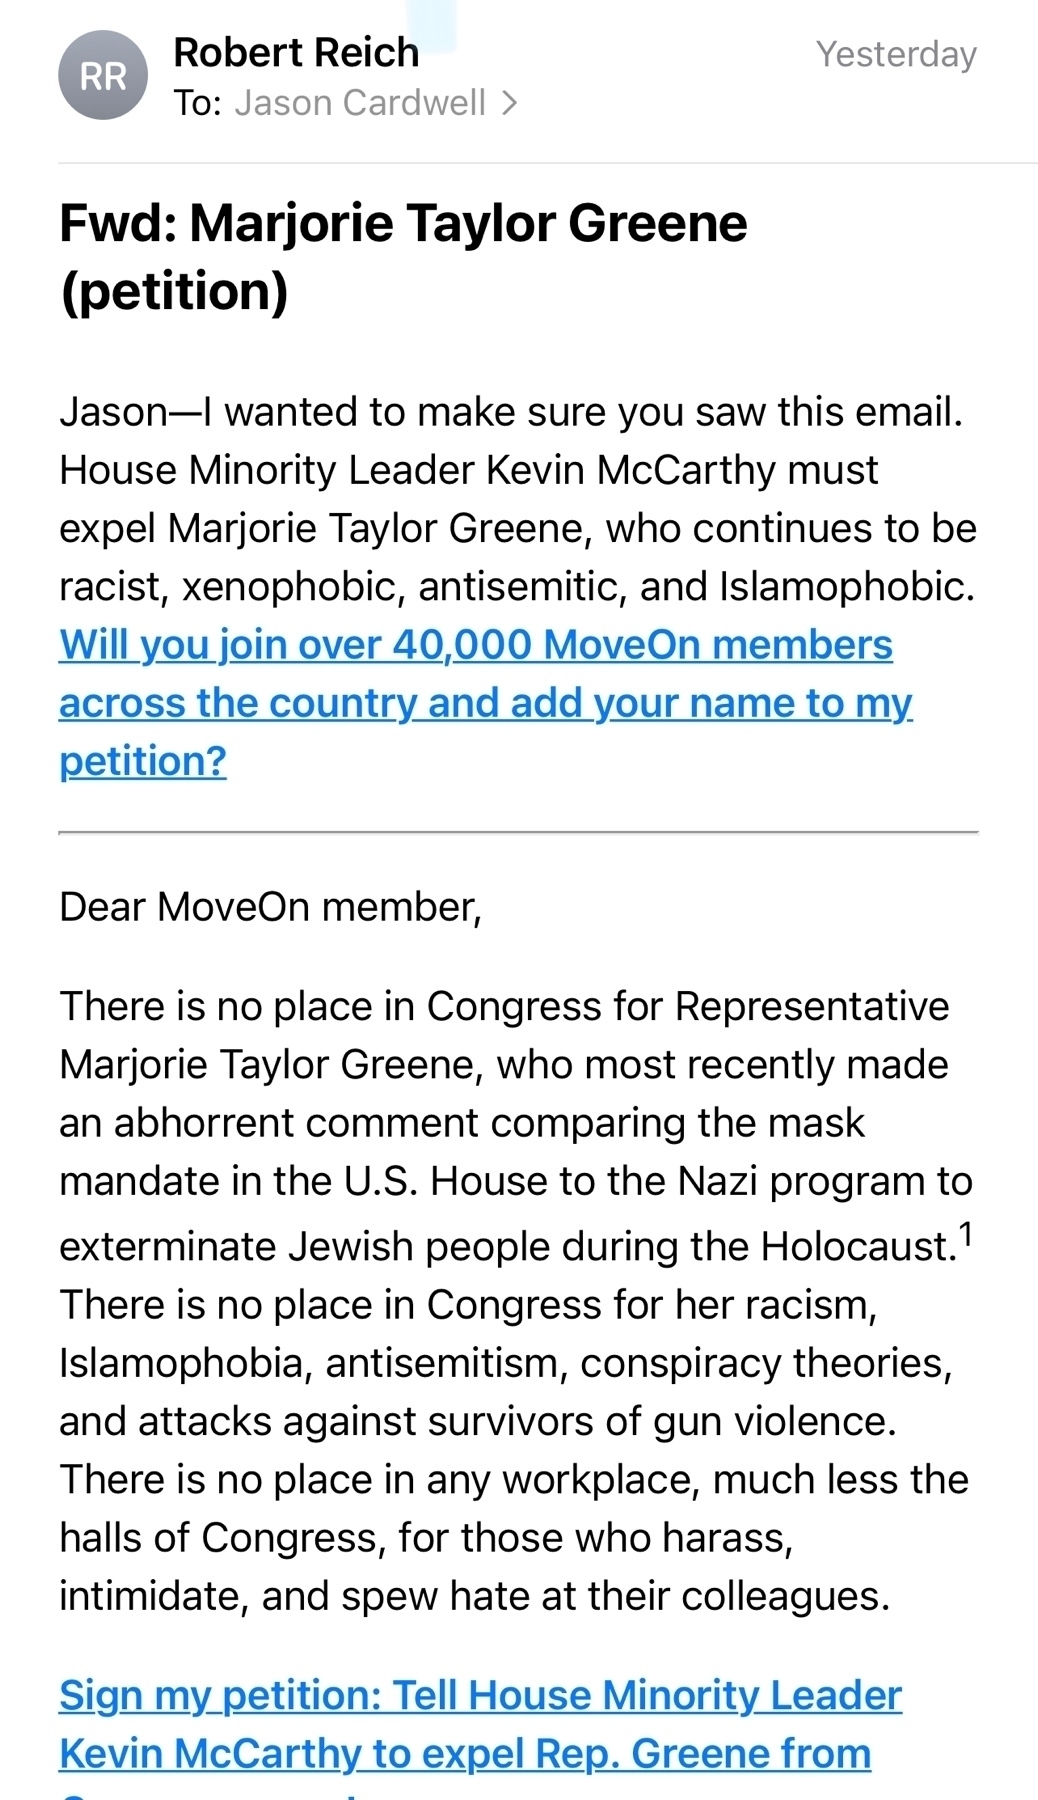 RR
Robert Reich
Yesterday
To: Jason Cardwell >
Fwd: Marjorie Taylor Greene
(petition)
Jason—I wanted to make sure you saw this email.
House Minority Leader Kevin McCarthy must
expel Marjorie Taylor Greene, who continues to be
racist, xenophobic, antisemitic, and Islamophobic.
Will you join over 40,000 MoveOn members
across the country and add your name to my
petition?
Dear MoveOn member,
There is no place in Congress for Representative
Marjorie Taylor Greene, who most recently made
an abhorrent comment comparing the mask
mandate in the U.S. House to the Nazi program to
exterminate Jewish people during the Holocaust.¹
There is no place in Congress for her racism,
Islamophobia, antisemitism, conspiracy theories,
and attacks against survivors of gun violence.
There is no place in any workplace, much less the
halls of Congress, for those who harass,
intimidate, and spew hate at their colleagues.
Sign my petition: Tell House Minority Leader
Kevin McCarthy to expel Rep. Greene from